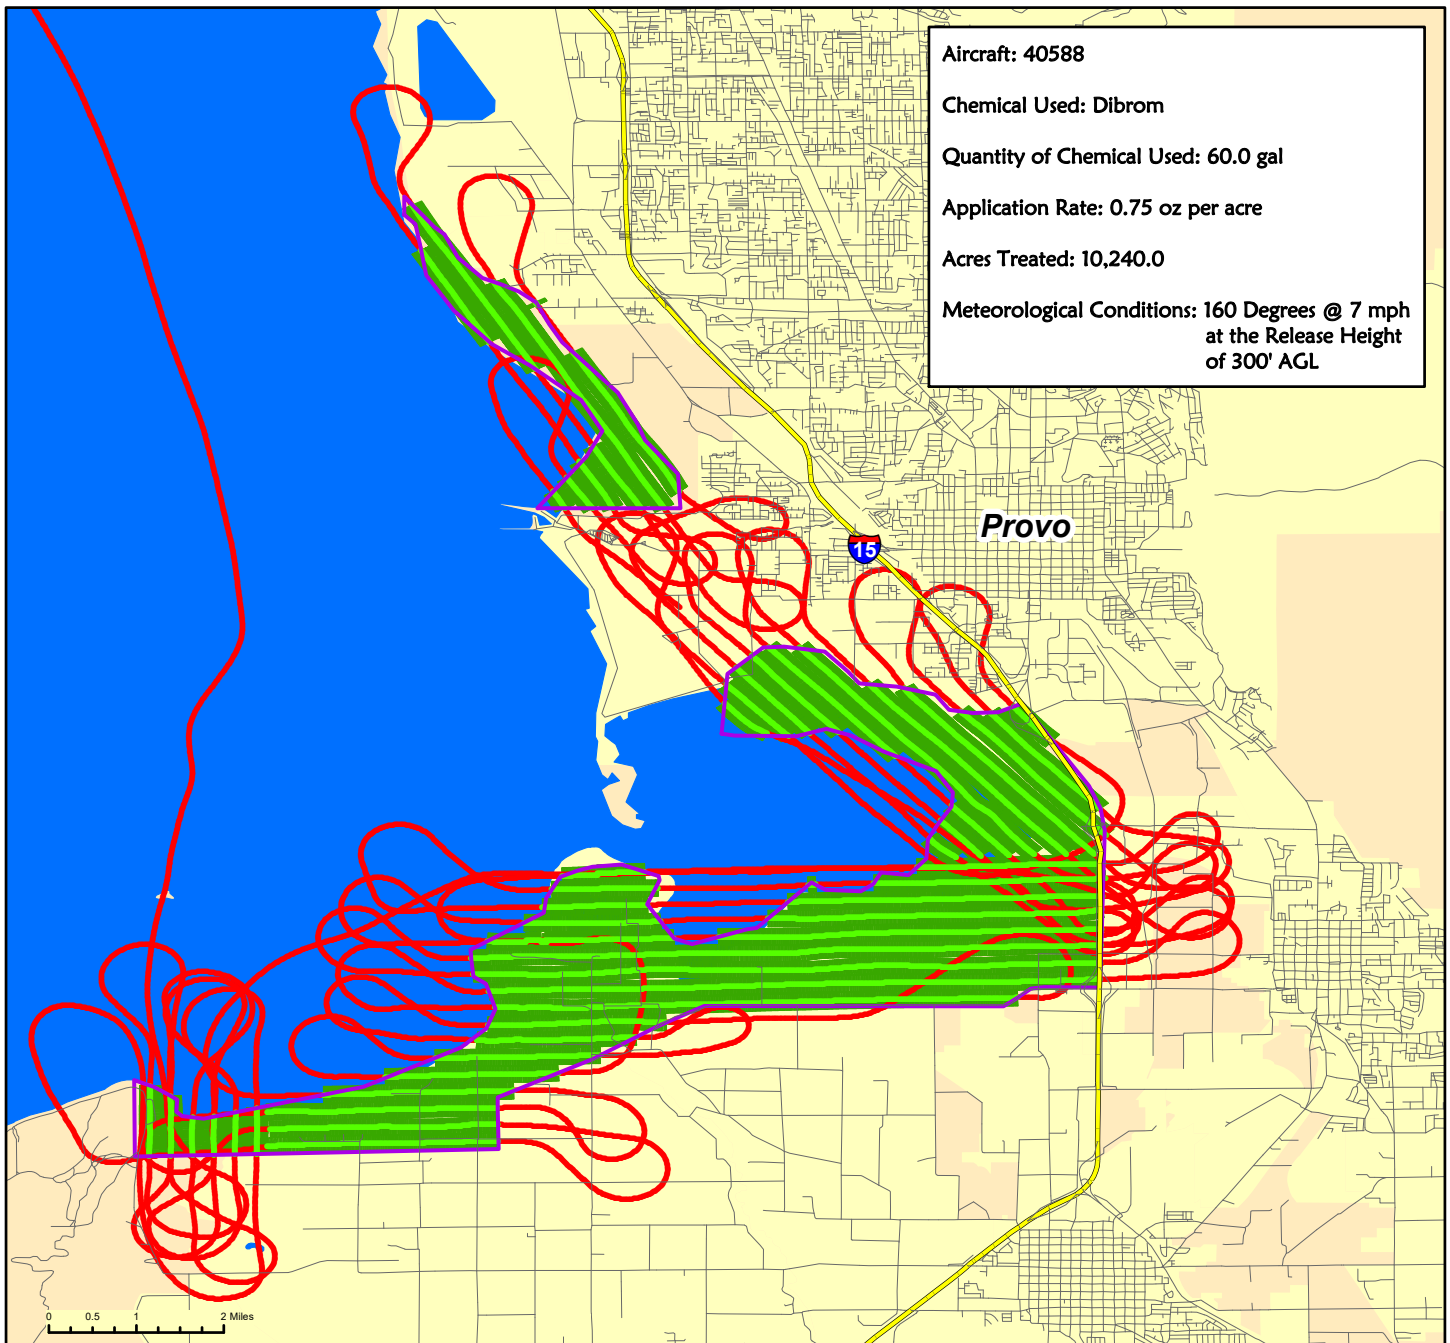 Aircraft: 40588
Chemical Used: Dibrom
Quantity of Chemical Used: 60.0 gal
Application Rate: 0.75 oz per acre
Acres Treated: 10,240.0
Meteorological Conditions: 160 Degrees @ 7 mph
at the Release Height
of 300' AGL
Provo
15
0 0.5 1 2 Miles